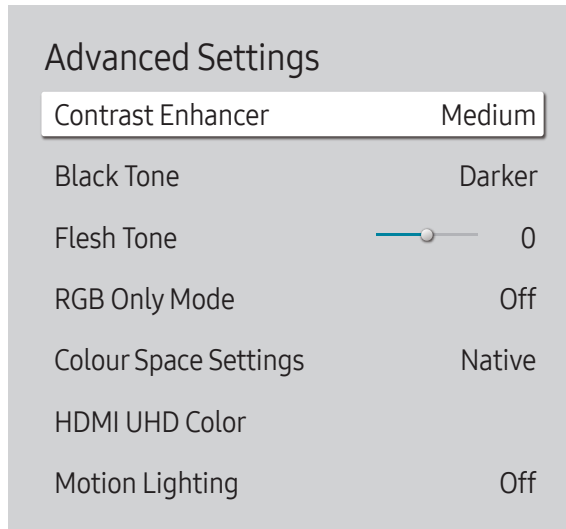 Advanced Settings
Contrast Enhancer Medium
Black Tone Darker
Flesh Tone 0
RGB Only Mode Off
Colour Space Settings Native
HDMI UHD Color
Motion Lighting Off